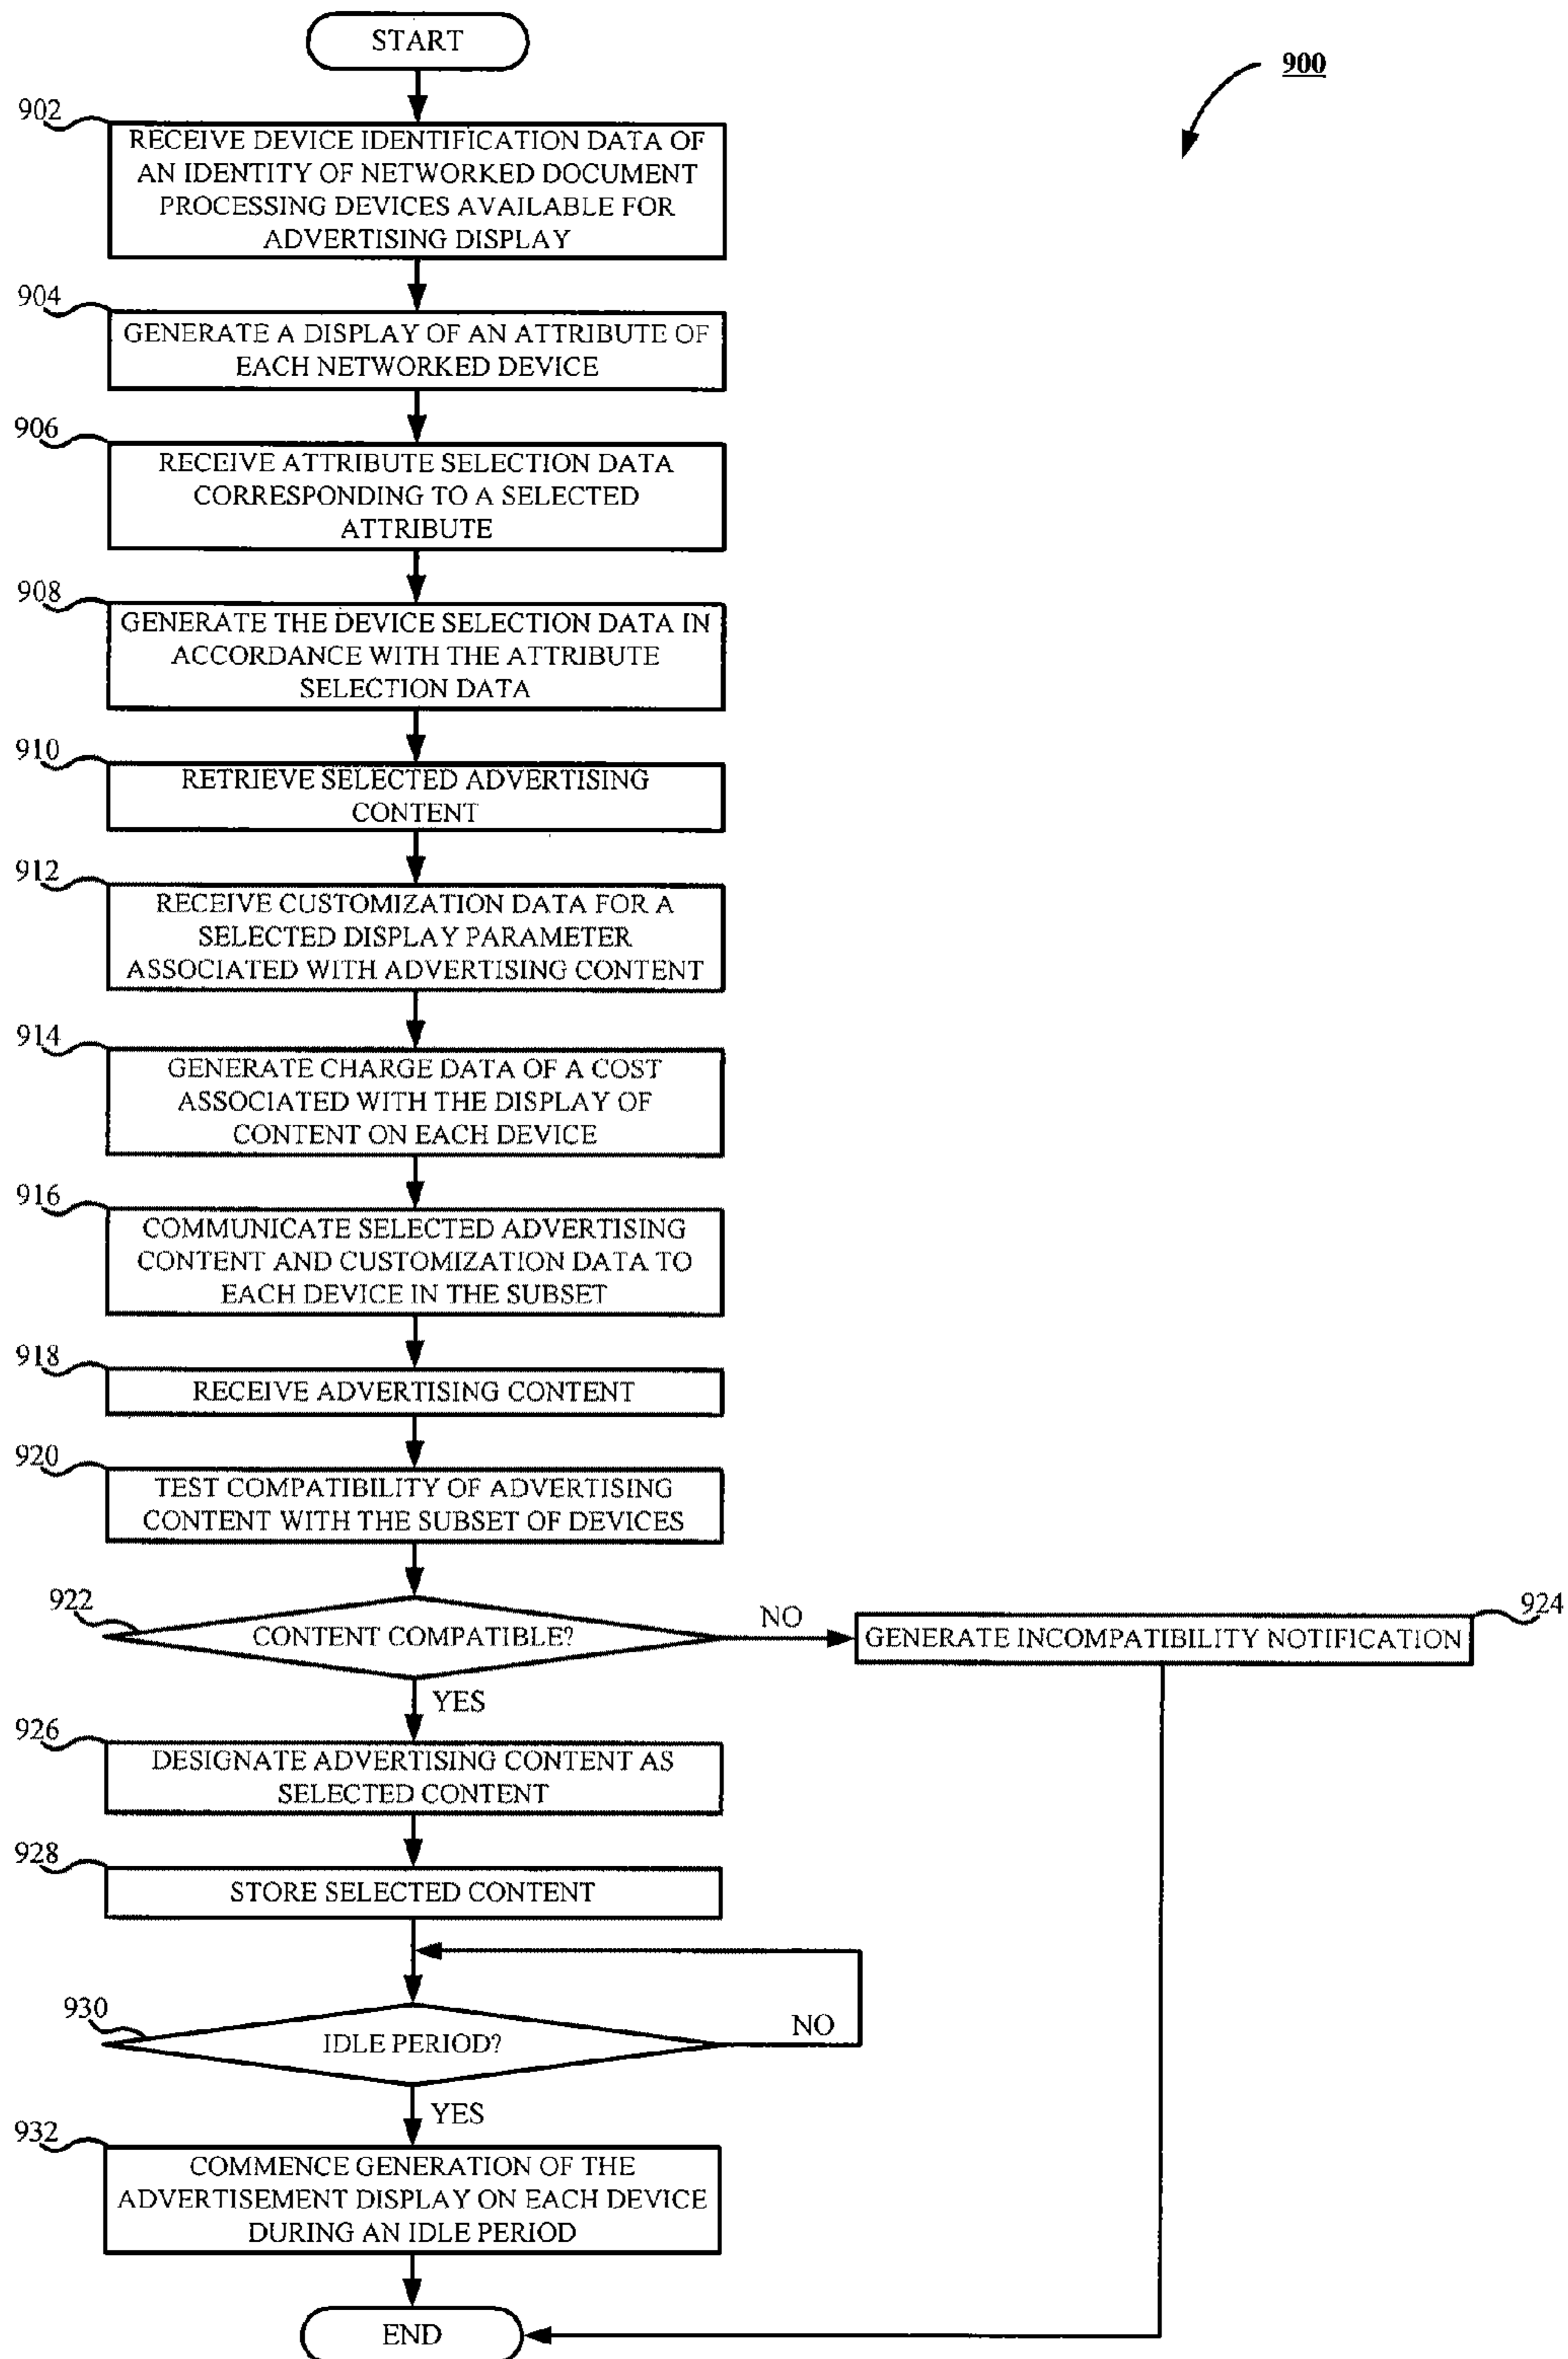 START
900
902
RECEIVE DEVICE IDENTIFICATION DATA OF
AN IDENTITY OF NETWORKED DOCUMENT
PROCESSING DEVICES AVAILABLE FOR
ADVERTISING DISPLAY
904
GENERATE A DISPLAY OF AN ATTRIBUTE OF
EACH NETWORKED DEVICE
906
RECEIVE ATTRIBUTE SELECTION DATA
CORRESPONDING TO A SELECTED
ATTRIBUTE
908
GENERATE THE DEVICE SELECTION DATA IN
ACCORDANCE WITH THE ATTRIBUTE
SELECTION DATA
910
RETRIEVE SELECTED ADVERTISING
CONTENT
912
RECEIVE CUSTOMIZATION DATA FOR A
SELECTED DISPLAY PARAMETER
ASSOCIATED WITH ADVERTISING CONTENT
914
GENERATE CHARGE DATA OF A COST
ASSOCIATED WITH THE DISPLAY OF
CONTENT ON EACH DEVICE
916
COMMUNICATE SELECTED ADVERTISING
CONTENT AND CUSTOMIZATION DATA TO
EACH DEVICE IN THE SUBSET
918
RECEIVE ADVERTISING CONTENT
920
TEST COMPATIBILITY OF ADVERTISING
CONTENT WITH THE SUBSET OF DEVICES
922
CONTENT COMPATIBLE?
NO
924
GENERATE INCOMPATIBILITY NOTIFICATION
YES
926
DESIGNATE ADVERTISING CONTENT AS
SELECTED CONTENT
928
STORE SELECTED CONTENT
930
IDLE PERIOD?
NO
YES
932
COMMENCE GENERATION OF THE
ADVERTISEMENT DISPLAY ON EACH DEVICE
DURING AN IDLE PERIOD
END